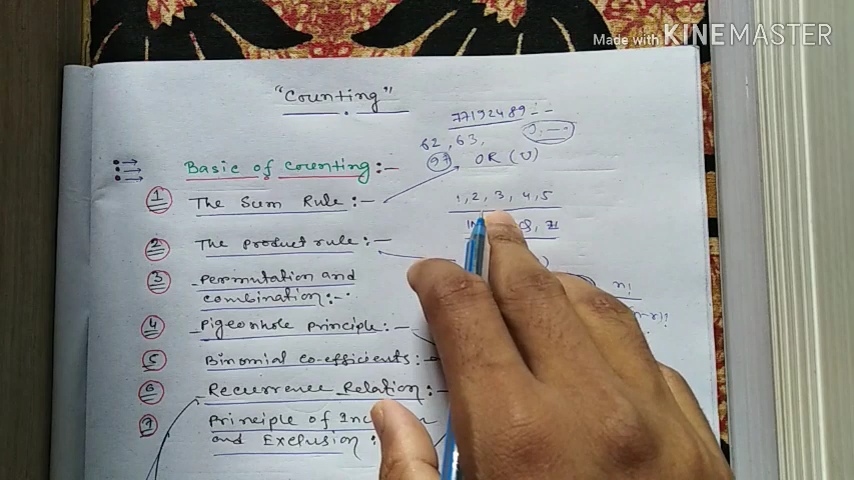 Made with KINEMASTER
"Counting"
77192489
62, 63,
97 OR (U)
Basic of Counting:-
1 The Sum Rule:-
1, 2, 3, 4, 5
2 The product rule:-
3 Permutation and
combination:-
n!
4 Pigeonhole Principle:-
5 Binomial co-efficients:-
6 Recurrence Relation:-
7 Principle of
and Exclusion: